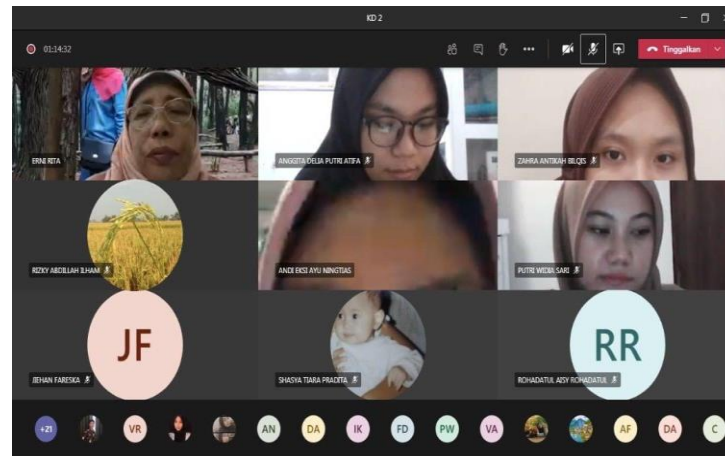 KD 2
01:14:32
Tinggalkan
ERNI RITA
ANGGITA DELIA PUTRI ATIFA
ZAHRA ANTIKAH BILQIS
RIZKY ABDILLAH ILHAM
ANDI EKSI AYU NINGTIAS
PUTRI WIDIA SARI
JF
RR
JIEHAN FARESKA
SHASYA TIARA PRADITA
ROHADATUL AISY ROHADATUL
+21
VR
AN
DA
IK
FD
PW
VA
AF
DA
C